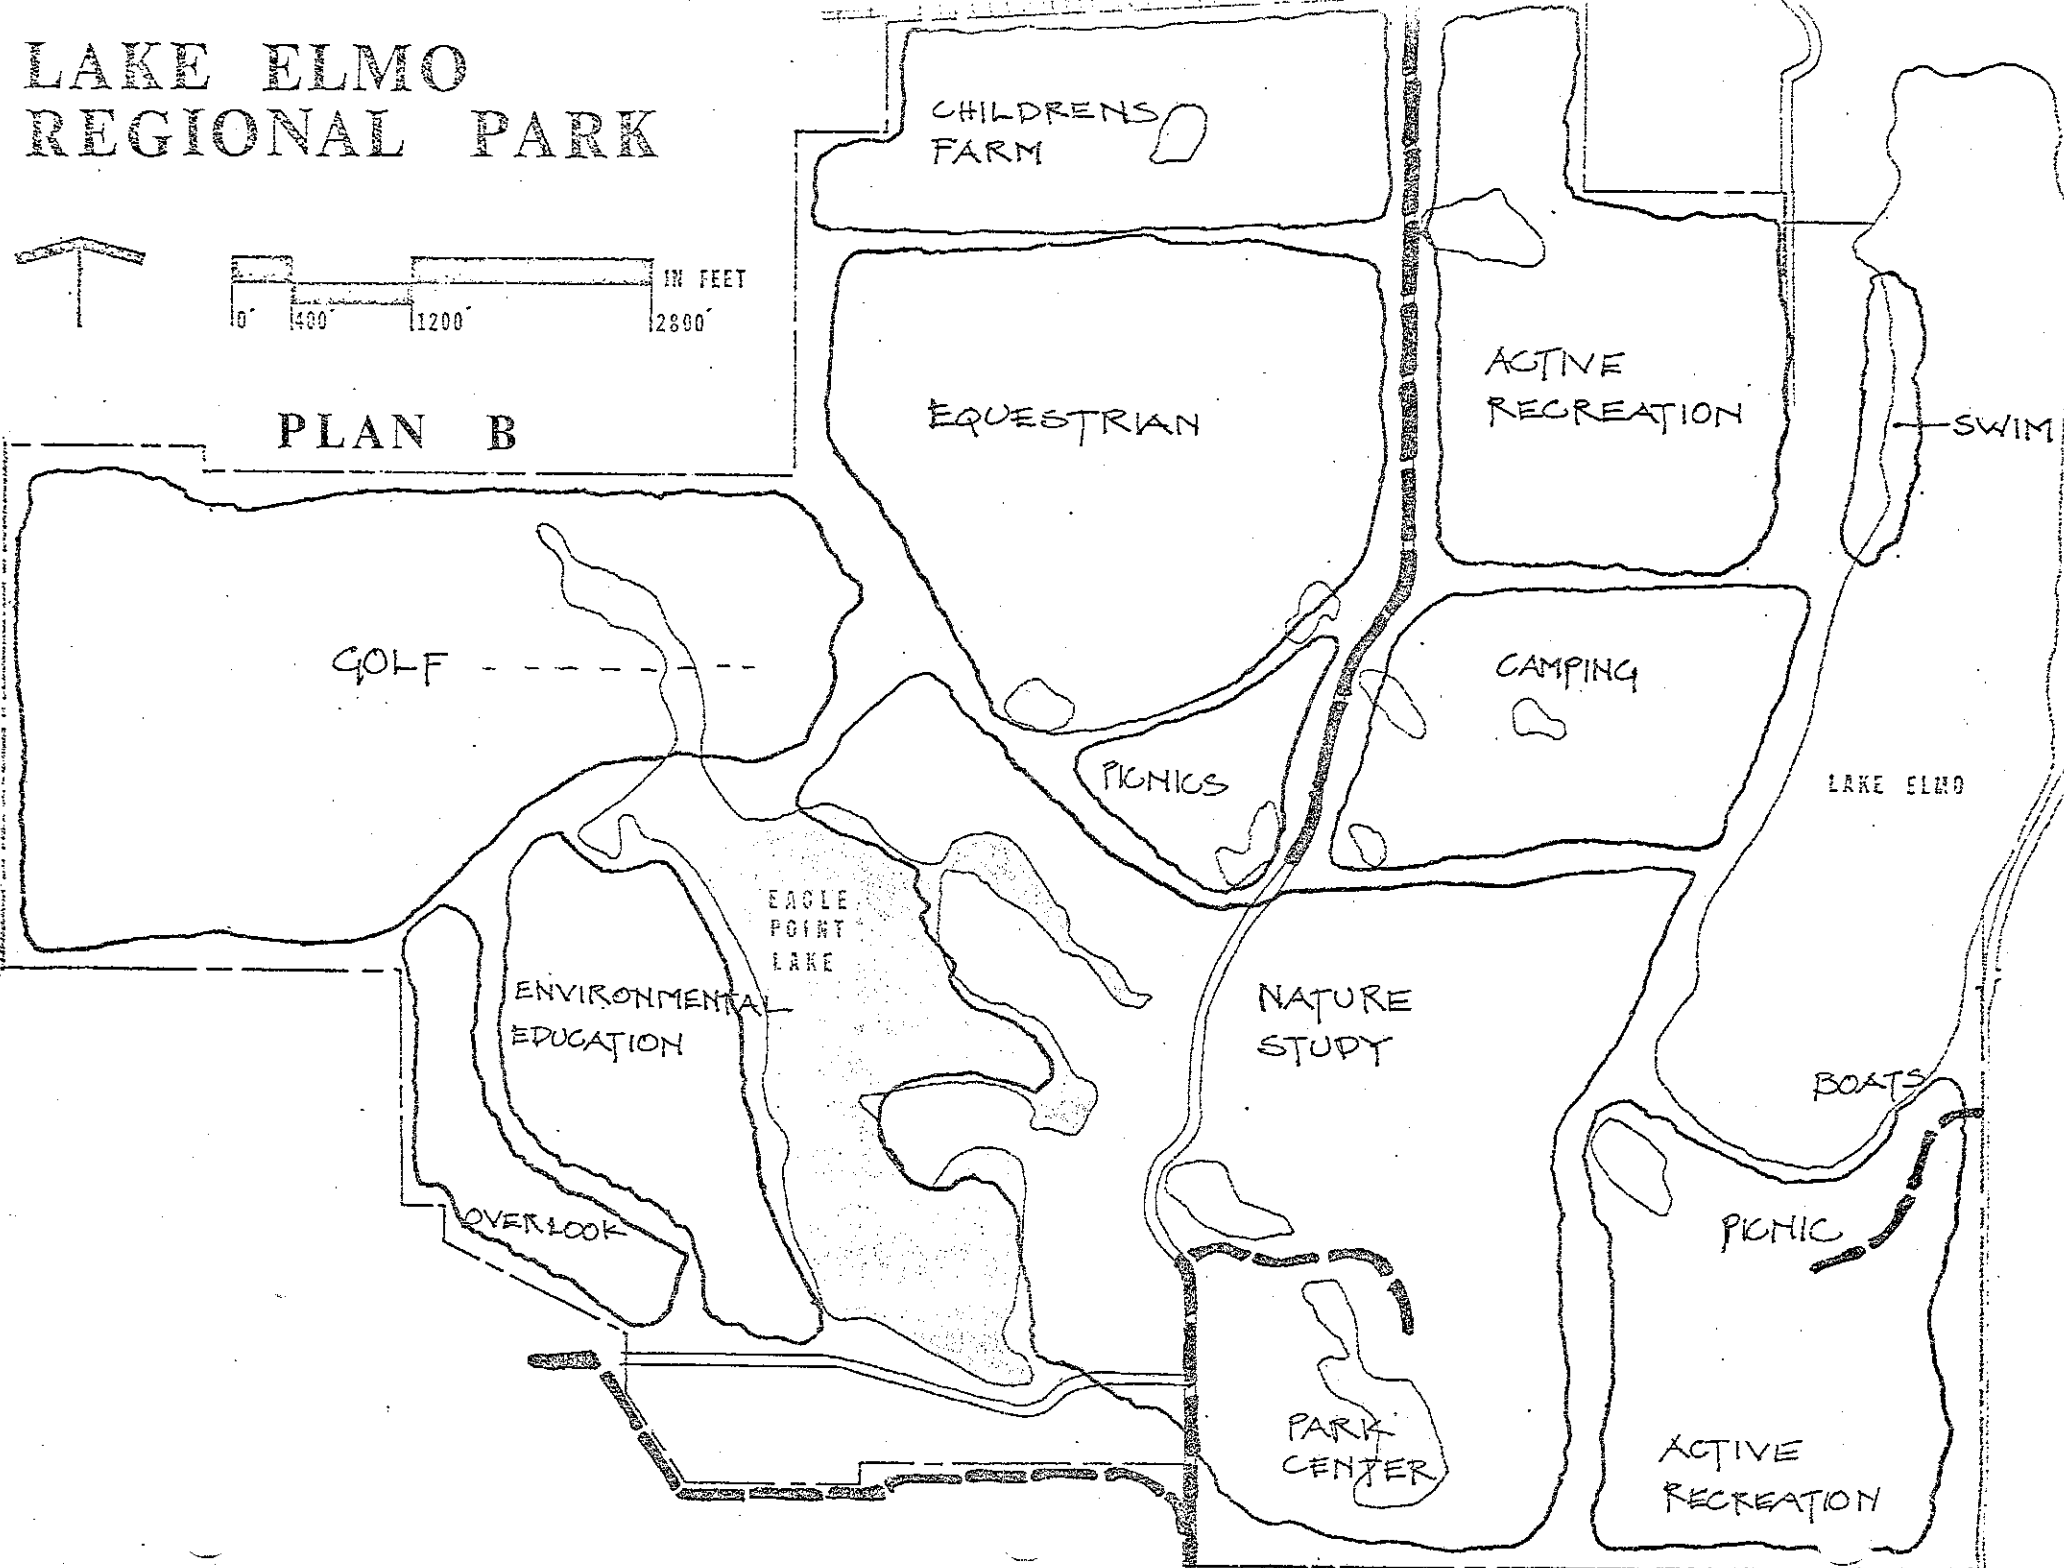 LAKE ELMO
REGIONAL PARK
IN FEET
0' 400' 1200' 2800'
PLAN B
CHILDRENS
FARM
EQUESTRIAN
ACTIVE
RECREATION
SWIM
GOLF
CAMPING
PICNICS
LAKE ELMO
EAGLE
POINT
LAKE
ENVIRONMENTAL
EDUCATION
NATURE
STUDY
BOATS
OVERLOOK
PICNIC
PARK
CENTER
ACTIVE
RECREATION